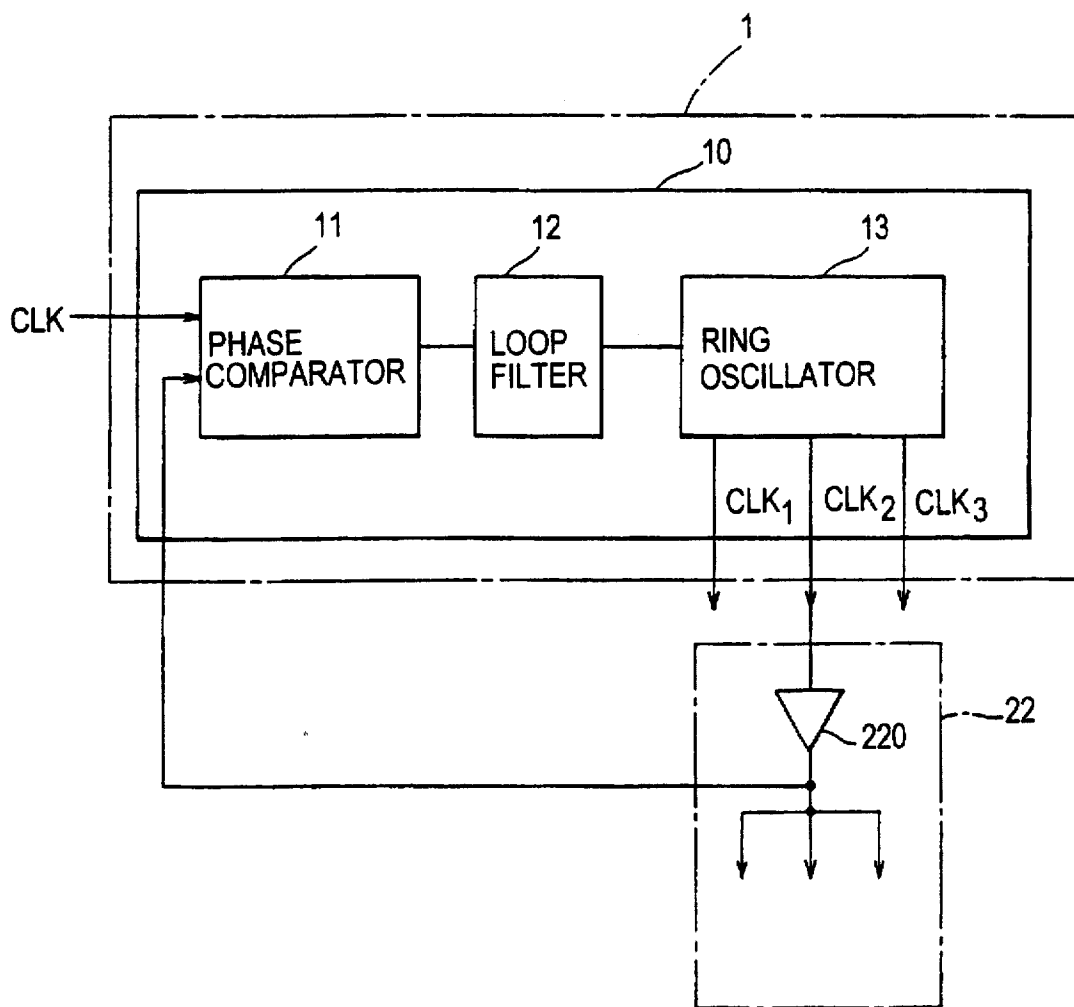 1
10
11
12
13
CLK
PHASE
COMPARATOR
LOOP
FILTER
RING
OSCILLATOR
CLK1
CLK2
CLK3
22
220